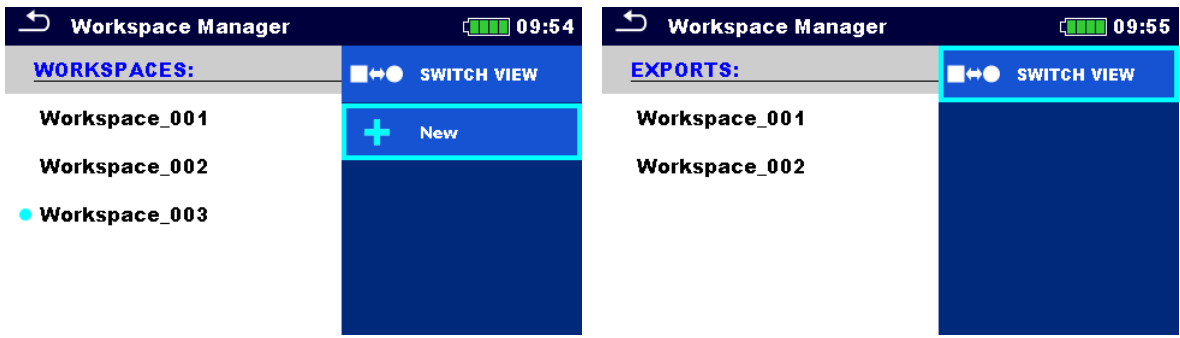 Workspace Manager 09:54
WORKSPACES:
SWITCH VIEW
Workspace_001
New
Workspace_002
Workspace_003
Workspace Manager 09:55
EXPORTS:
SWITCH VIEW
Workspace_001
Workspace_002